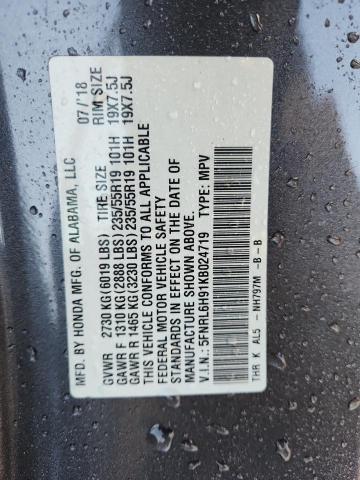 MFD. BY HONDA MFG. OF ALABAMA, LLC 07/'18
TIRE SIZE RIM SIZE
GVWR 2730 KG(6019 LBS)
GAWR F 1310 KG(2888 LBS) 235/55R19 101H 19X7.5J
GAWR R 1465 KG(3230 LBS) 235/55R19 101H 19X7.5J
THIS VEHICLE CONFORMS TO ALL APPLICABLE
FEDERAL MOTOR VEHICLE SAFETY
STANDARDS IN EFFECT ON THE DATE OF
MANUFACTURE SHOWN ABOVE.
V.I.N.: 5FNRL6H91KB024719 TYPE: MPV
THR K AL5 - NH797M -B -B